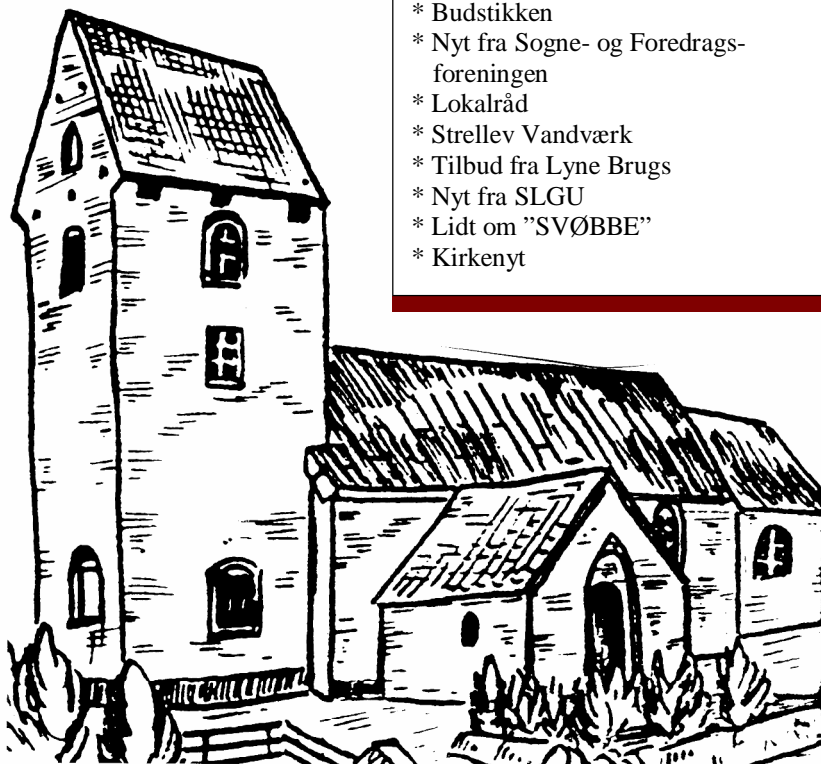 * Budstikken
* Nyt fra Sogne- og Foredrags-
foreningen
* Lokalråd
* Strellev Vandværk
* Tilbud fra Lyne Brugs
* Nyt fra SLGU
* Lidt om ”SVØBBE”
* Kirkenyt